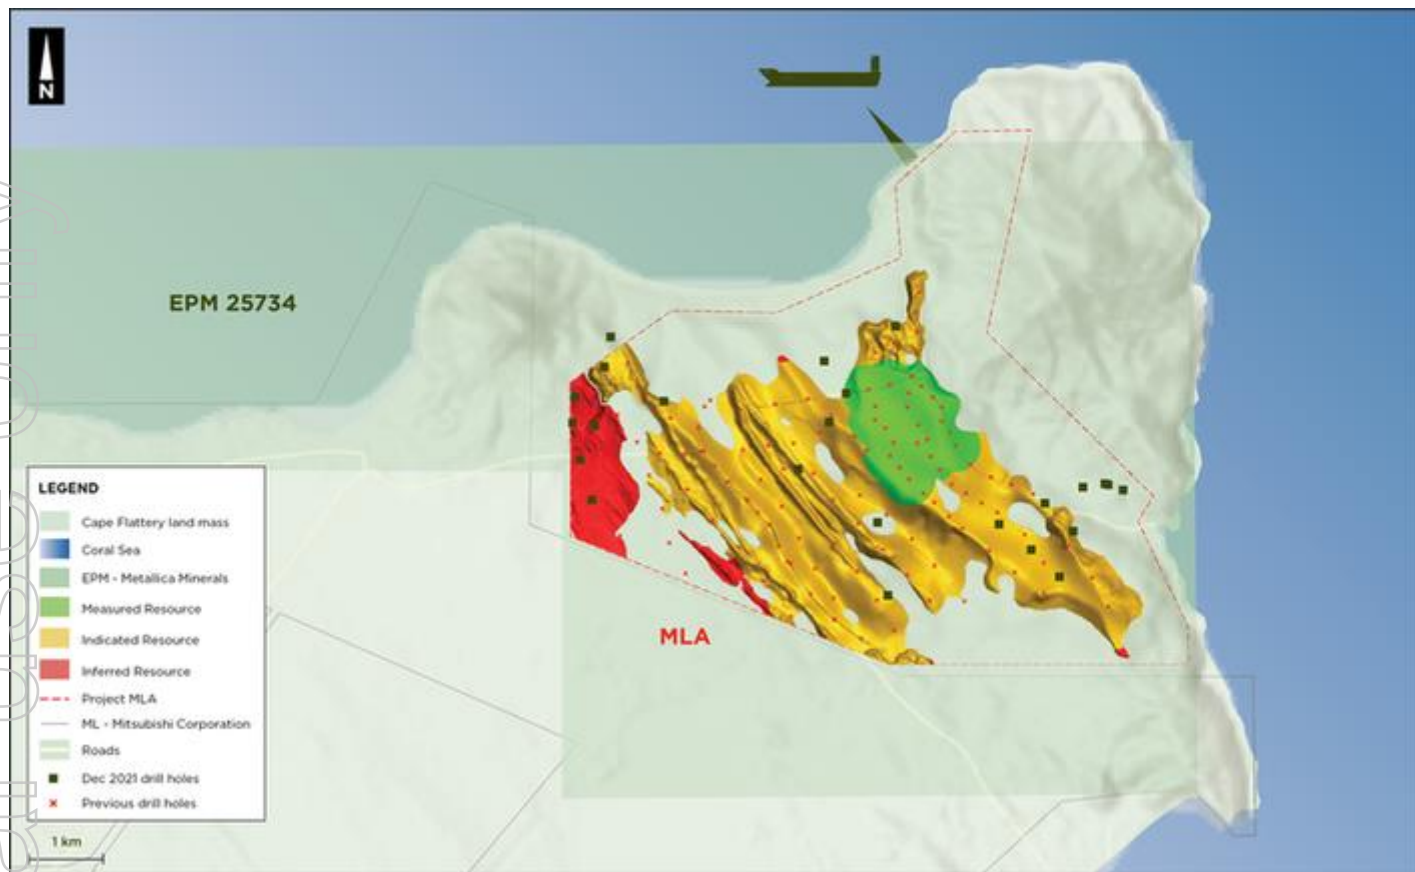 N
EPM 25734
MLA
LEGEND
Cape Flattery land mass
Coral Sea
EPM - Metallica Minerals
Measured Resource
Indicated Resource
Inferred Resource
Project MLA
ML - Mitsubishi Corporation
Roads
Dec 2021 drill holes
Previous drill holes
1 km